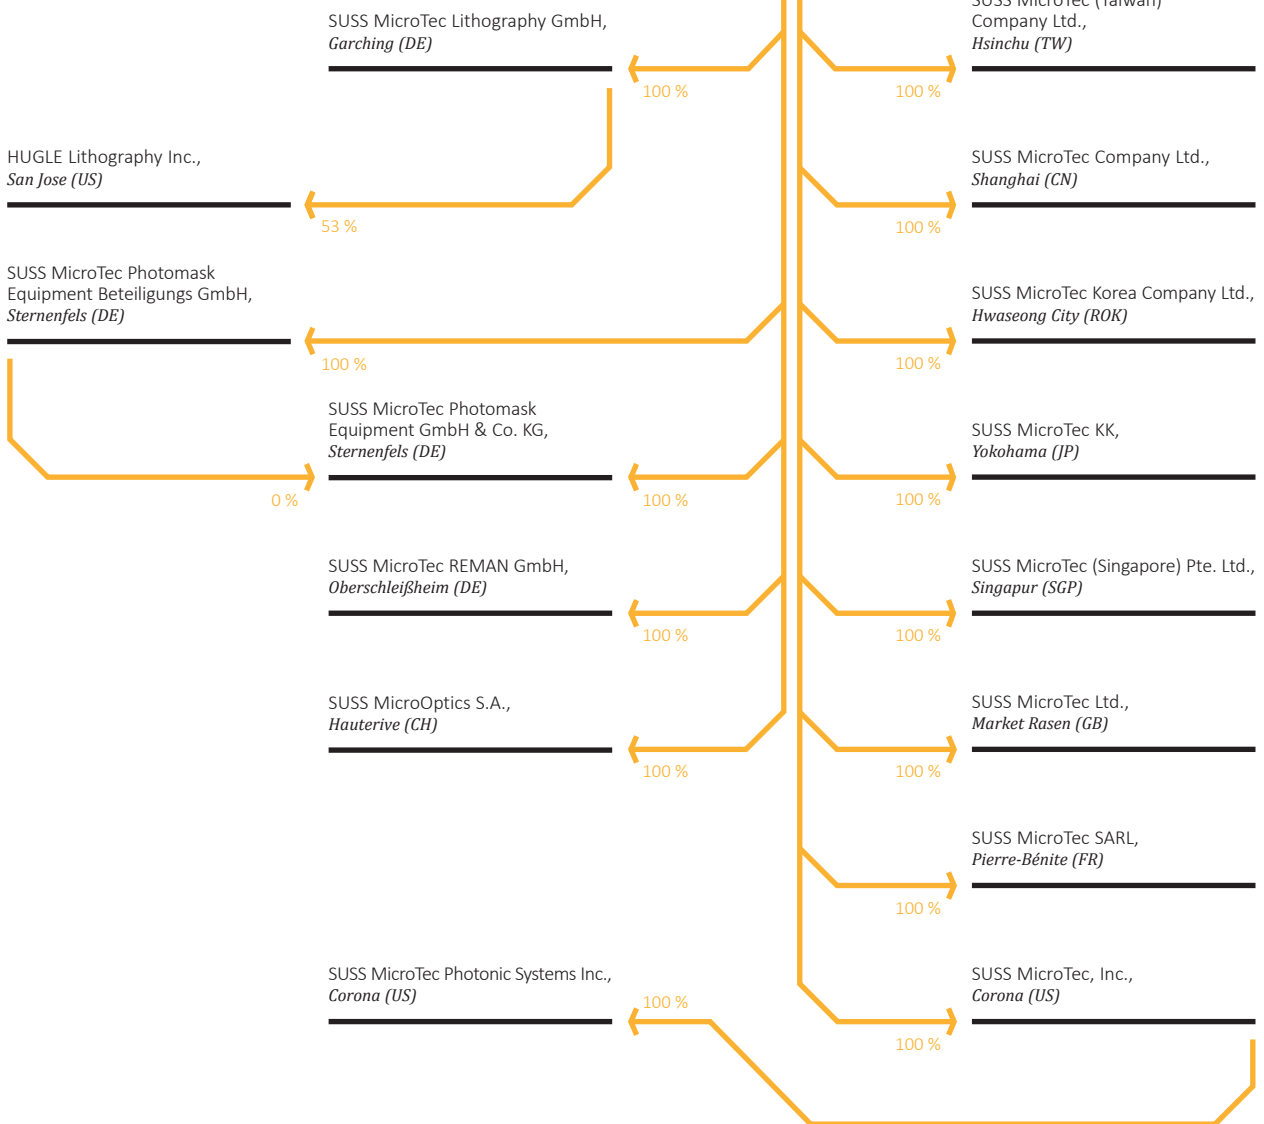 SUSS MicroTec Lithography GmbH,
Garching (DE)
100 %
SUSS MicroTec (Taiwan)
Company Ltd.,
Hsinchu (TW)
100 %
HUGLE Lithography Inc.,
San Jose (US)
53 %
SUSS MicroTec Company Ltd.,
Shanghai (CN)
100 %
SUSS MicroTec Photomask
Equipment Beteiligungs GmbH,
Sternenfels (DE)
100 %
SUSS MicroTec Korea Company Ltd.,
Hwaseong City (ROK)
100 %
SUSS MicroTec Photomask
Equipment GmbH & Co. KG,
Sternenfels (DE)
0 %
100 %
SUSS MicroTec KK,
Yokohama (JP)
100 %
SUSS MicroTec REMAN GmbH,
Oberschleißheim (DE)
100 %
SUSS MicroTec (Singapore) Pte. Ltd.,
Singapur (SGP)
100 %
SUSS MicroOptics S.A.,
Hauterive (CH)
100 %
SUSS MicroTec Ltd.,
Market Rasen (GB)
100 %
SUSS MicroTec SARL,
Pierre-Bénite (FR)
100 %
SUSS MicroTec Photonic Systems Inc.,
Corona (US)
100 %
SUSS MicroTec, Inc.,
Corona (US)
100 %